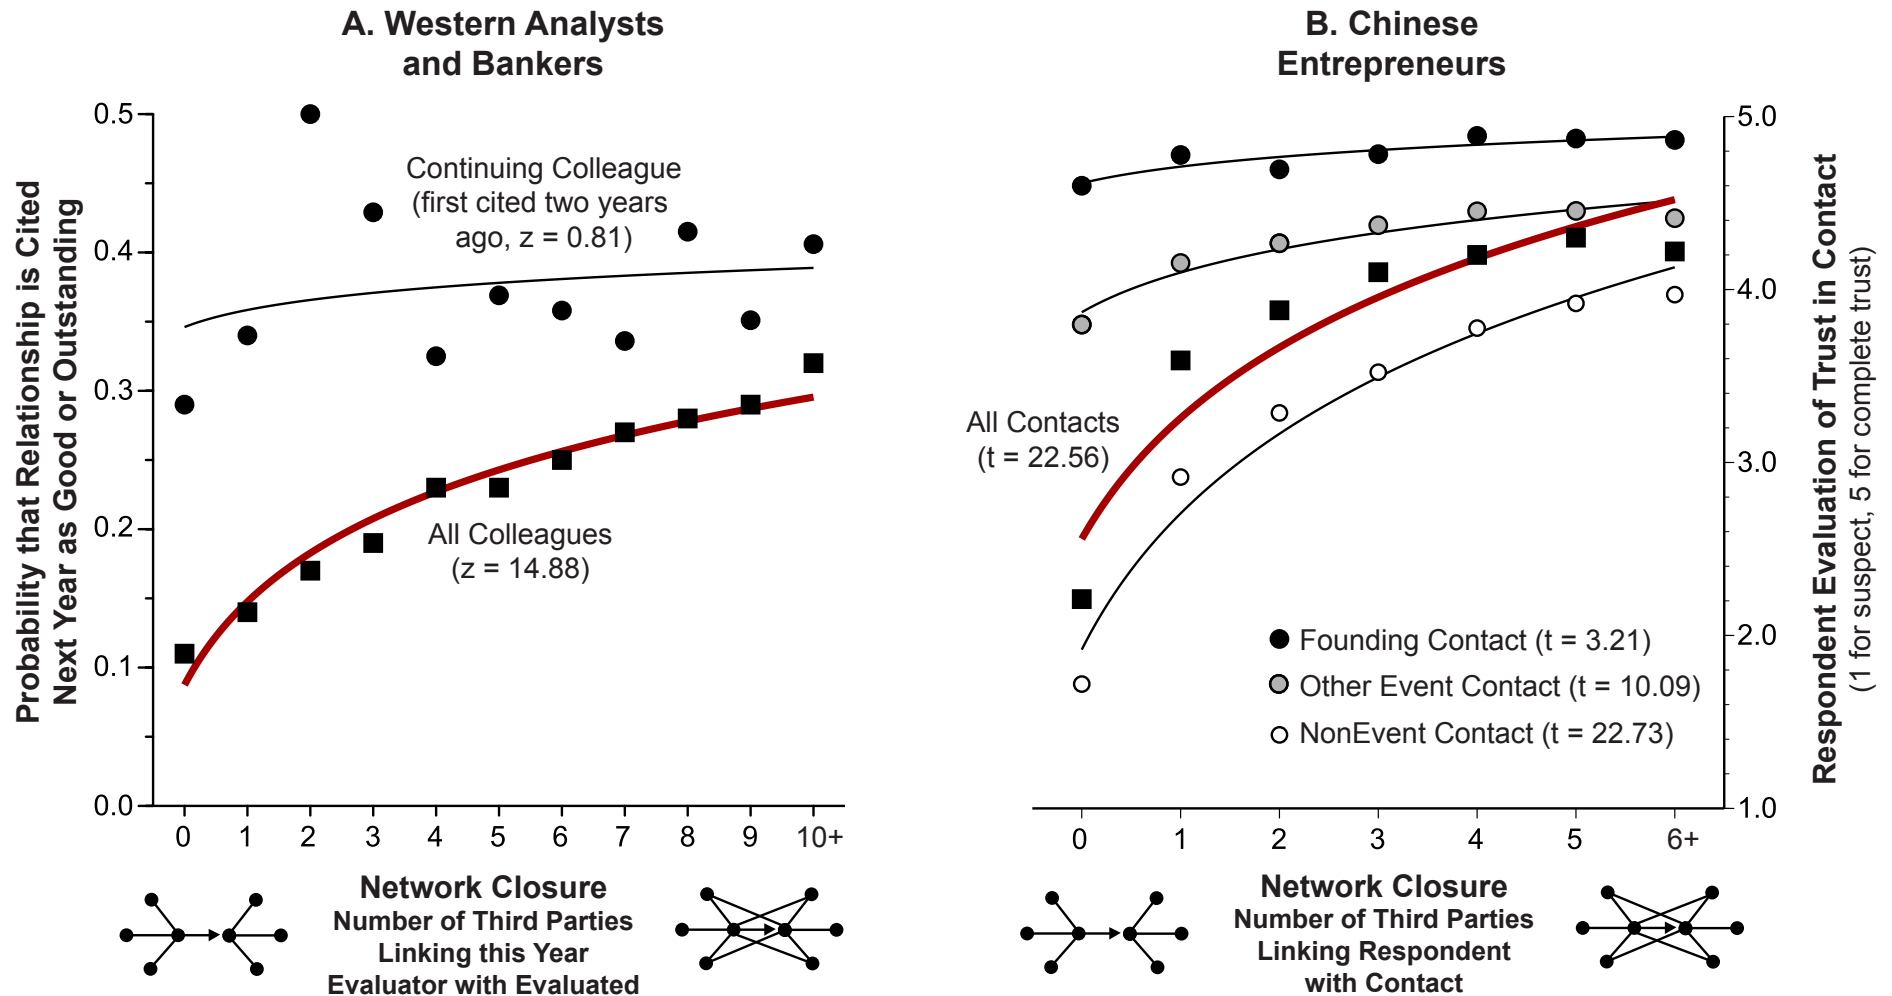 A. Western Analysts
and Bankers
Probability that Relationship is Cited
Next Year as Good or Outstanding
0.5
0.4
0.3
0.2
0.1
0.0
Continuing Colleague
(first cited two years
ago, z = 0.81)
All Colleagues
(z = 14.88)
0 1 2 3 4 5 6 7 8 9 10+
Network Closure
Number of Third Parties
Linking this Year
Evaluator with Evaluated
B. Chinese
Entrepreneurs
All Contacts
(t = 22.56)
Founding Contact (t = 3.21)
Other Event Contact (t = 10.09)
NonEvent Contact (t = 22.73)
5.0
4.0
3.0
2.0
1.0
Respondent Evaluation of Trust in Contact
(1 for suspect, 5 for complete trust)
0 1 2 3 4 5 6+
Network Closure
Number of Third Parties
Linking Respondent
with Contact